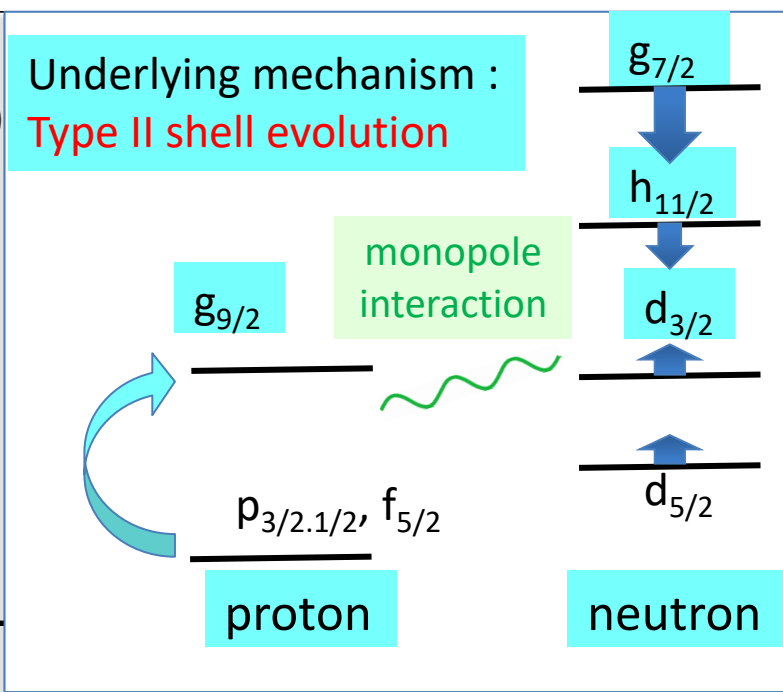 Underlying mechanism :
Type II shell evolution
g7/2
h11/2
monopole
interaction
g9/2
d3/2
p3/2.1/2, f5/2
d5/2
proton
neutron